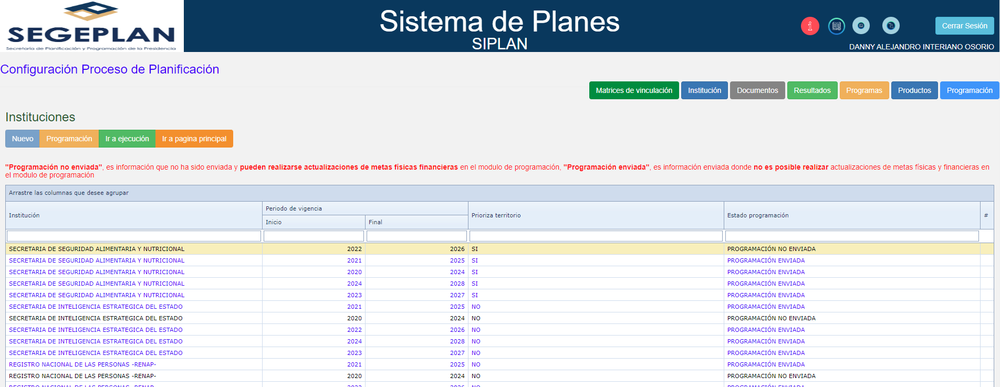 SEGEPLAN
Secretaría de Planificación y Programación de la Presidencia
Sistema de Planes
SIPLAN
Cerrar Sesión
DANNY ALEJANDRO INTERIANO OSORIO
Configuración Proceso de Planificación
Matrices de vinculación Institución Documentos Resultados Programas Productos Programación
Instituciones
Nuevo Programación Ir a ejecución Ir a pagina principal
"Programación no enviada", es información que no ha sido enviada y pueden realizarse actualizaciones de metas físicas financieras en el modulo de programación, "Programación enviada", es información enviada donde no es posible realizar actualizaciones de metas físicas y financieras en
el modulo de programación
Arrastre las columnas que desee agrupar
Institución Periodo de vigencia Prioriza territorio Estado programación #
Inicio Final
SECRETARIA DE SEGURIDAD ALIMENTARIA Y NUTRICIONAL 2022 2026 SI PROGRAMACIÓN NO ENVIADA
SECRETARIA DE SEGURIDAD ALIMENTARIA Y NUTRICIONAL 2021 2025 SI PROGRAMACIÓN ENVIADA
SECRETARIA DE SEGURIDAD ALIMENTARIA Y NUTRICIONAL 2020 2024 SI PROGRAMACIÓN ENVIADA
SECRETARIA DE SEGURIDAD ALIMENTARIA Y NUTRICIONAL 2024 2028 SI PROGRAMACIÓN ENVIADA
SECRETARIA DE SEGURIDAD ALIMENTARIA Y NUTRICIONAL 2023 2027 SI PROGRAMACIÓN ENVIADA
SECRETARIA DE INTELIGENCIA ESTRATEGICA DEL ESTADO 2021 2025 NO PROGRAMACIÓN ENVIADA
SECRETARIA DE INTELIGENCIA ESTRATEGICA DEL ESTADO 2020 2024 NO PROGRAMACIÓN NO ENVIADA
SECRETARIA DE INTELIGENCIA ESTRATEGICA DEL ESTADO 2022 2026 NO PROGRAMACIÓN ENVIADA
SECRETARIA DE INTELIGENCIA ESTRATEGICA DEL ESTADO 2024 2028 NO PROGRAMACIÓN ENVIADA
SECRETARIA DE INTELIGENCIA ESTRATEGICA DEL ESTADO 2023 2027 NO PROGRAMACIÓN ENVIADA
REGISTRO NACIONAL DE LAS PERSONAS -RENAP- 2021 2025 NO PROGRAMACIÓN ENVIADA
REGISTRO NACIONAL DE LAS PERSONAS -RENAP- 2020 2024 NO PROGRAMACIÓN NO ENVIADA
REGISTRO NACIONAL DE LAS PERSONAS -RENAP- 2022 2026 NO PROGRAMACIÓN ENVIADA